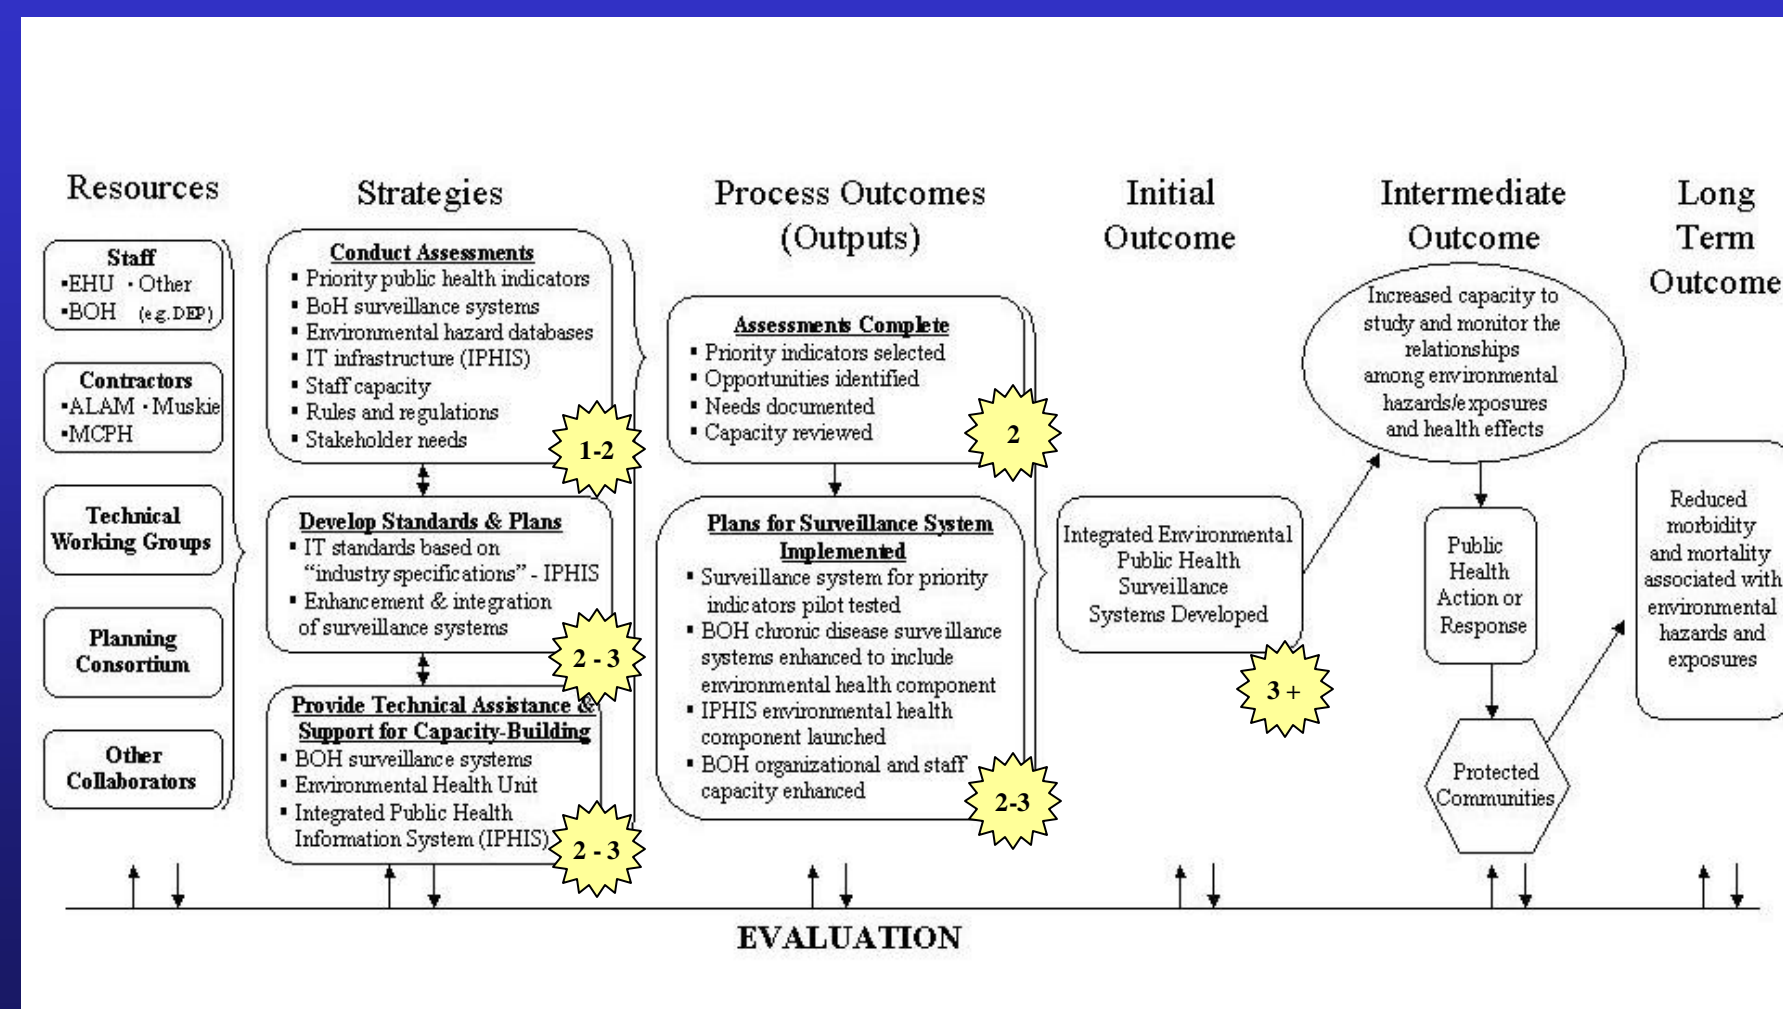 Resources
Staff
▪EHU · Other
▪BOH (e.g. DEP)
Contractors
▪ALAM · Muskie
▪MCPH
Technical
Working Groups
Planning
Consortium
Other
Collaborators
Strategies
Conduct Assessments
▪ Priority public health indicators
▪ BoH surveillance systems
▪ Environmental hazard databases
▪ IT infrastructure (IPHIS)
▪ Staff capacity
▪ Rules and regulations
▪ Stakeholder needs
1-2
Develop Standards & Plans
▪ IT standards based on
“industry specifications” - IPHIS
▪ Enhancement & integration
of surveillance systems
2 - 3
Provide Technical Assistance &
Support for Capacity-Building
▪ BOH surveillance systems
▪ Environmental Health Unit
▪ Integrated Public Health
Information System (IPHIS)
2 - 3
Process Outcomes
(Outputs)
Assessments Complete
▪ Priority indicators selected
▪ Opportunities identified
▪ Needs documented
▪ Capacity reviewed
2
Plans for Surveillance System
Implemented
▪ Surveillance system for priority
indicators pilot tested
▪ BOH chronic disease surveillance
systems enhanced to include
environmental health component
▪ IPHIS environmental health
component launched
▪ BOH organizational and staff
capacity enhanced
2-3
Initial
Outcome
Integrated Environmental
Public Health
Surveillance
Systems Developed
3 +
Intermediate
Outcome
Increased capacity to
study and monitor the
relationships
among environmental
hazards/exposures
and health effects
Public
Health
Action or
Response
Protected
Communities
Long
Term
Outcome
Reduced
morbidity
and mortality
associated with
environmental
hazards and
exposures
EVALUATION